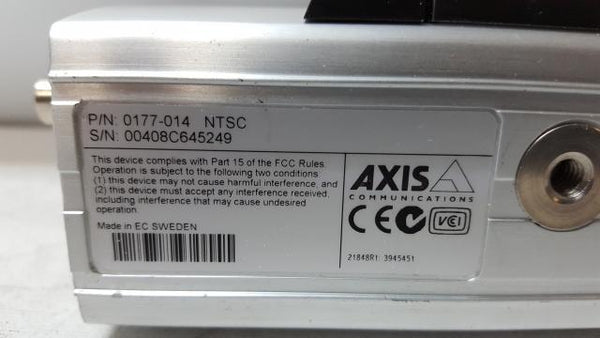 P/N: 0177-014 NTSC
S/N: 00408C645249
This device complies with Part 15 of the FCC Rules.
Operation is subject to the following two conditions
(1) this device may not cause harmful interference, and
(2) this device must accept any interference received,
including interference that may cause undesired
operation.
Made in EC SWEDEN
AXIS
COMMUNICATIONS
CE
VCCI
21848R1: 3945451